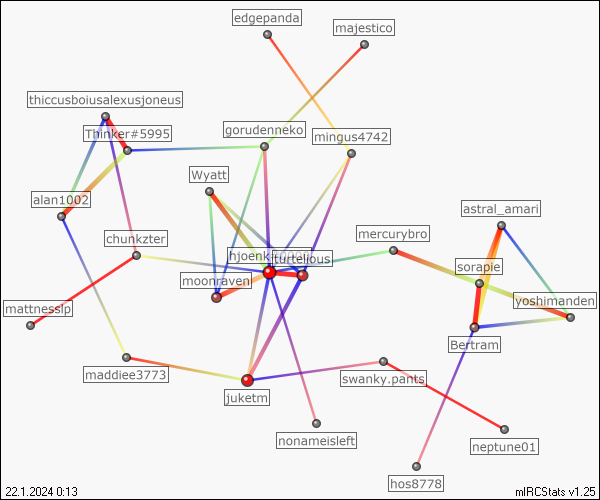 edgepanda
majestico
thiccusboiusalexusjoneus
Thinker#5995
gorudenneko
mingus4742
Wyatt
alan1002
astral_amari
mercurybro
chunkzter
turtelious
sorapie
moonraven
yoshimanden
mattnesslp
Bertram
maddiee3773
swanky.pants
juketm
nonameisleft
neptune01
hos8778
22.1.2024 0:13
mIRCStats v1.25